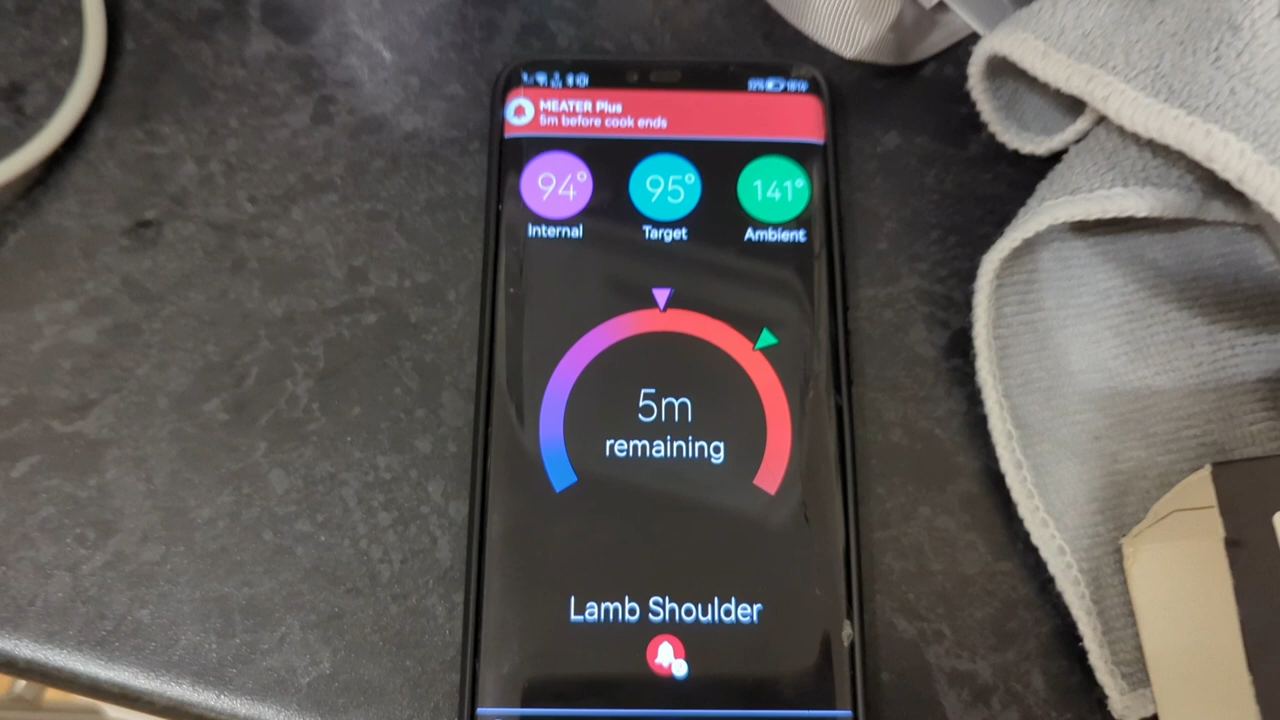 MEATER Plus
5m before cook ends
94° 95° 141°
Internal Target Ambient
5m
remaining
Lamb Shoulder